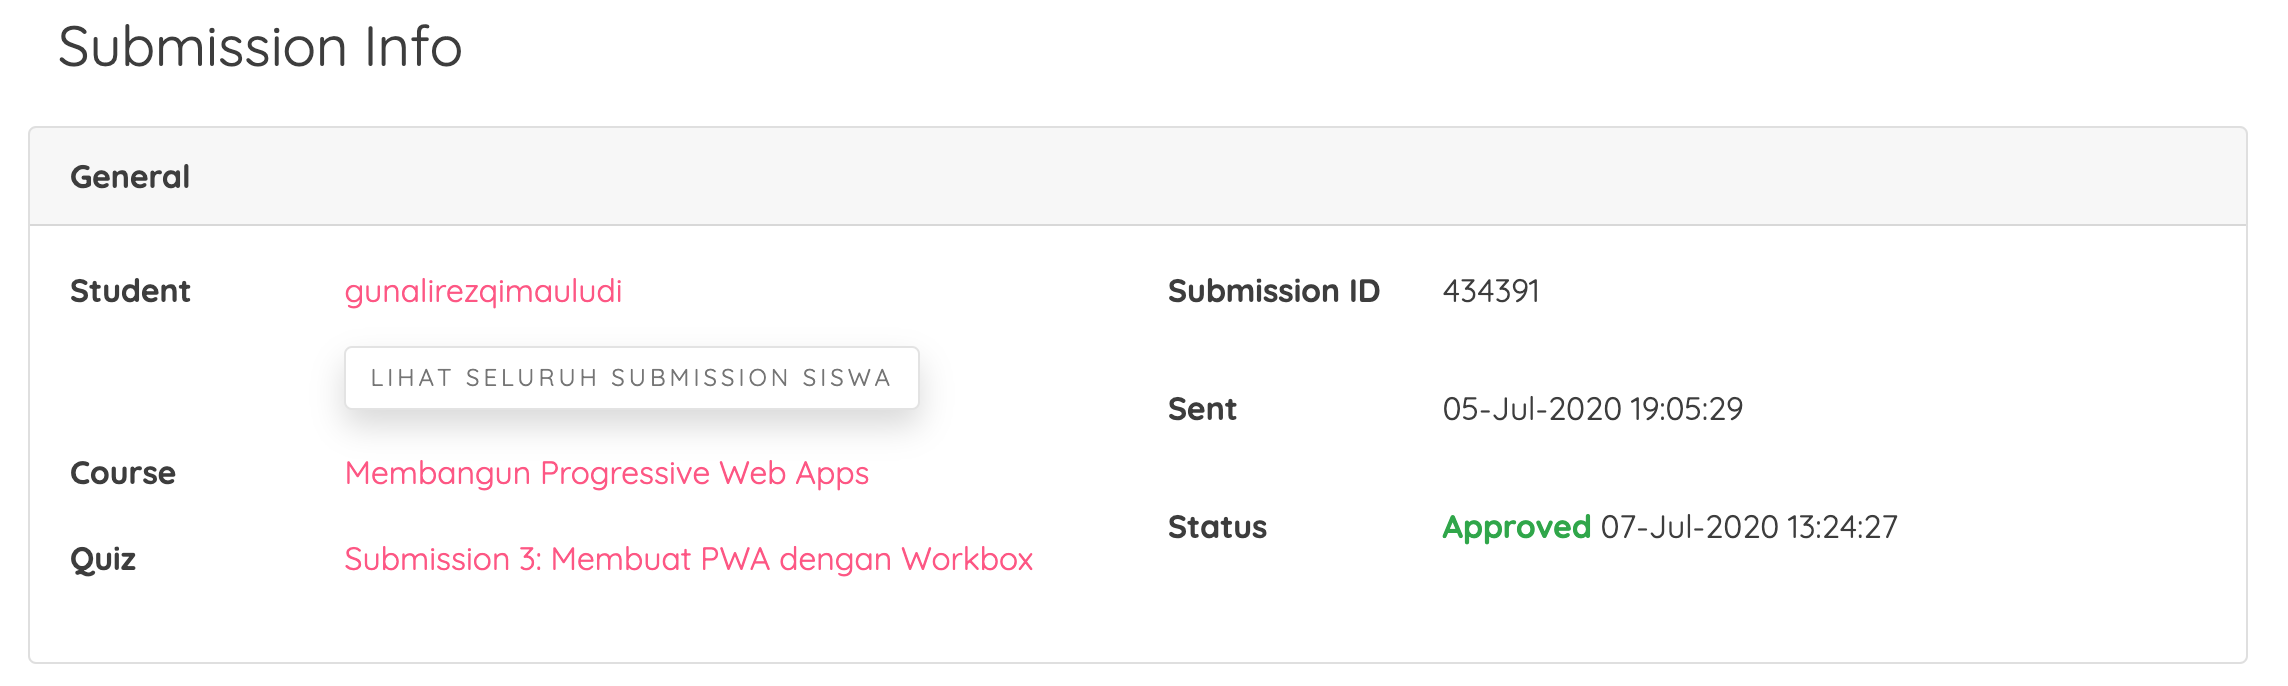 Submission Info
General
Student gunalirezqimauludi
LIHAT SELURUH SUBMISSION SISWA
Course Membangun Progressive Web Apps
Quiz Submission 3: Membuat PWA dengan Workbox
Submission ID 434391
Sent 05-Jul-2020 19:05:29
Status Approved 07-Jul-2020 13:24:27